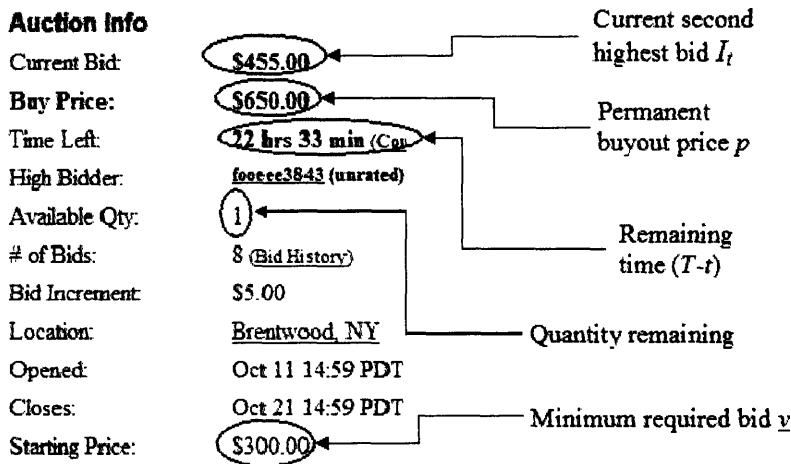 Auction Info
Current Bid: $455.00
Buy Price: $650.00
Time Left: 22 hrs 33 min (Cou
High Bidder: fooeee3843 (unrated)
Available Qty: 1
# of Bids: 8 (Bid History)
Bid Increment: $5.00
Location: Brentwood, NY
Opened: Oct 11 14:59 PDT
Closes: Oct 21 14:59 PDT
Starting Price: $300.00
Current second
highest bid It
Permanent
buyout price p
Remaining
time (T-t)
Quantity remaining
Minimum required bid v